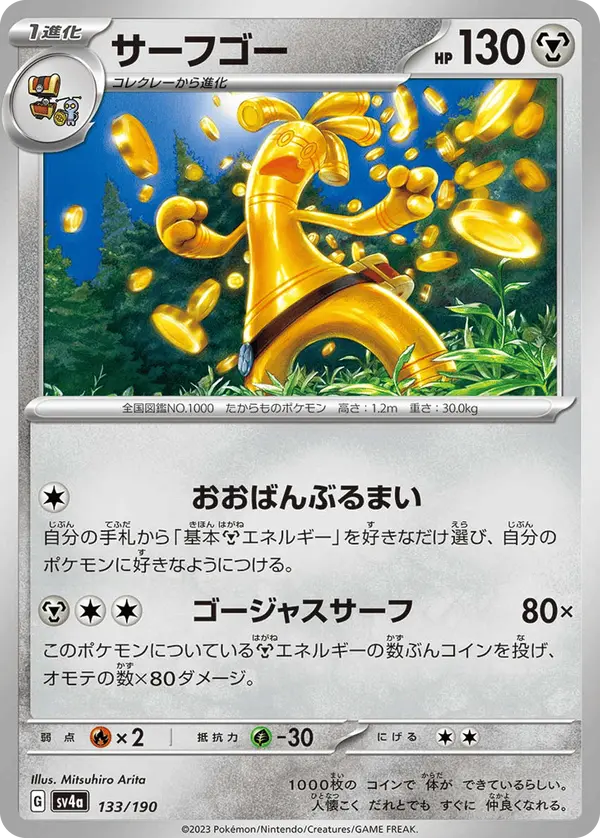 1進化
サーフゴー
HP 130
コレクレーから進化
全国図鑑NO.1000 たからものポケモン 高さ:1.2m 重さ:30.0kg
おおばんぶるまい
自分の手札から「基本エネルギー」を好きなだけ選び、自分の
ポケモンに好きなようにつける。
ゴージャスサーフ 80×
このポケモンについているエネルギーの数ぶんコインを投げ、
オモテの数×80ダメージ。
弱点 ×2 抵抗力 -30 にげる
Illus. Mitsuhiro Arita
G sv4a 133/190
1000枚の コインで 体が できているらしい。
人懐こく だれとでも すぐに 仲良くなれる。
©2023 Pokémon/Nintendo/Creatures/GAME FREAK.